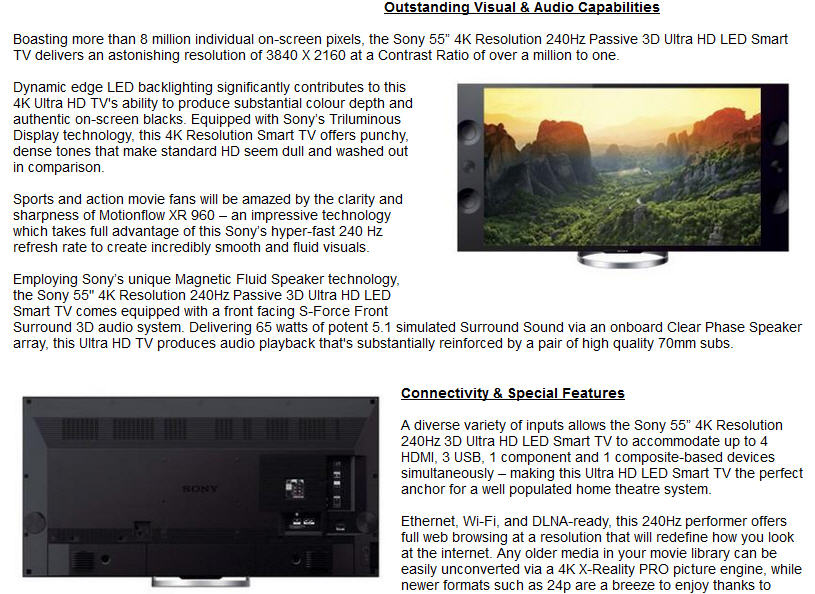 Outstanding Visual & Audio Capabilities
Boasting more than 8 million individual on-screen pixels, the Sony 55” 4K Resolution 240Hz Passive 3D Ultra HD LED Smart
TV delivers an astonishing resolution of 3840 X 2160 at a Contrast Ratio of over a million to one.
Dynamic edge LED backlighting significantly contributes to this
4K Ultra HD TV's ability to produce substantial colour depth and
authentic on-screen blacks. Equipped with Sony’s Triluminous
Display technology, this 4K Resolution Smart TV offers punchy,
dense tones that make standard HD seem dull and washed out
in comparison.
Sports and action movie fans will be amazed by the clarity and
sharpness of Motionflow XR 960 – an impressive technology
which takes full advantage of this Sony’s hyper-fast 240 Hz
refresh rate to create incredibly smooth and fluid visuals.
Employing Sony’s unique Magnetic Fluid Speaker technology,
the Sony 55" 4K Resolution 240Hz Passive 3D Ultra HD LED
Smart TV comes equipped with a front facing S-Force Front
Surround 3D audio system. Delivering 65 watts of potent 5.1 simulated Surround Sound via an onboard Clear Phase Speaker
array, this Ultra HD TV produces audio playback that's substantially reinforced by a pair of high quality 70mm subs.
SONY
Connectivity & Special Features
A diverse variety of inputs allows the Sony 55” 4K Resolution
240Hz 3D Ultra HD LED Smart TV to accommodate up to 4
HDMI, 3 USB, 1 component and 1 composite-based devices
simultaneously – making this Ultra HD LED Smart TV the perfect
anchor for a well populated home theatre system.
Ethernet, Wi-Fi, and DLNA-ready, this 240Hz performer offers
full web browsing at a resolution that will redefine how you look
at the internet. Any older media in your movie library can be
easily unconverted via a 4K X-Reality PRO picture engine, while
newer formats such as 24p are a breeze to enjoy thanks to